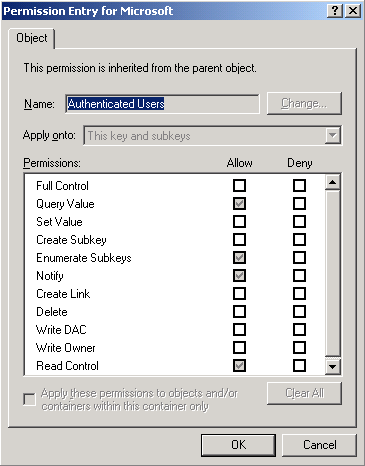 Permission Entry for Microsoft
Object
This permission is inherited from the parent object.
Name: Authenticated Users Change...
Apply onto: This key and subkeys
Permissions: Allow Deny
Full Control
Query Value
Set Value
Create Subkey
Enumerate Subkeys
Notify
Create Link
Delete
Write DAC
Write Owner
Read Control
Apply these permissions to objects and/or
containers within this container only
Clear All
OK Cancel